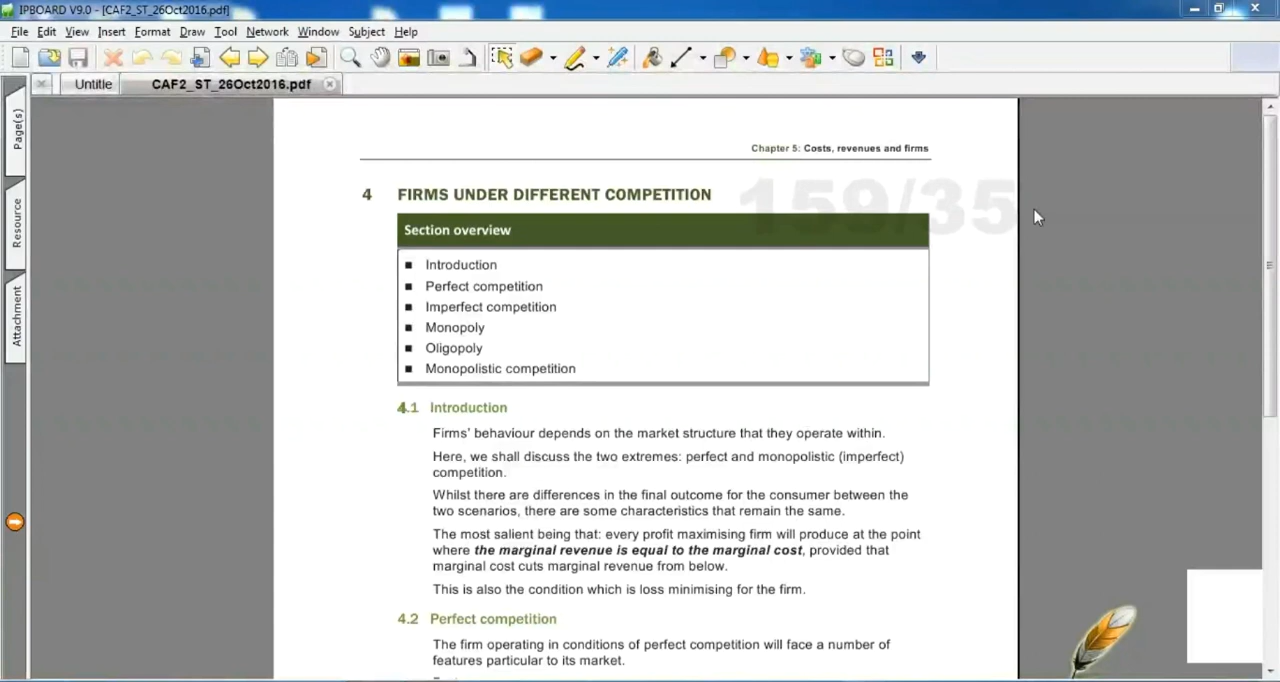 IPBOARD V9.0 - [CAF2_ST_26Oct2016.pdf]
File Edit View Insert Format Draw Tool Network Window Subject Help
Untitle CAF2_ST_26Oct2016.pdf
Page(s)
Resource
Attachment
Chapter 5: Costs, revenues and firms
159/35
4 FIRMS UNDER DIFFERENT COMPETITION
Section overview
■ Introduction
■ Perfect competition
■ Imperfect competition
■ Monopoly
■ Oligopoly
■ Monopolistic competition
4.1 Introduction
Firms' behaviour depends on the market structure that they operate within.
Here, we shall discuss the two extremes: perfect and monopolistic (imperfect)
competition.
Whilst there are differences in the final outcome for the consumer between the
two scenarios, there are some characteristics that remain the same.
The most salient being that: every profit maximising firm will produce at the point
where the marginal revenue is equal to the marginal cost, provided that
marginal cost cuts marginal revenue from below.
This is also the condition which is loss minimising for the firm.
4.2 Perfect competition
The firm operating in conditions of perfect competition will face a number of
features particular to its market.